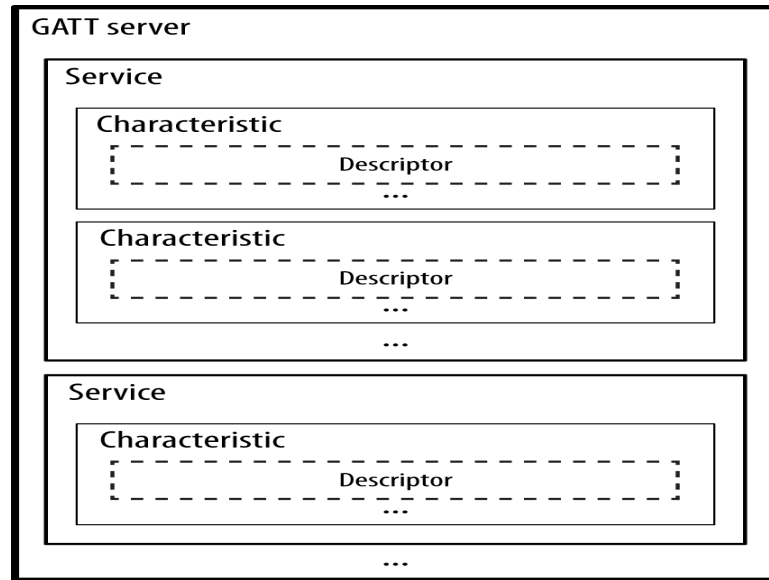 GATT server
Service
Characteristic
Descriptor
...
Characteristic
Descriptor
...
...
Service
Characteristic
Descriptor
...
...